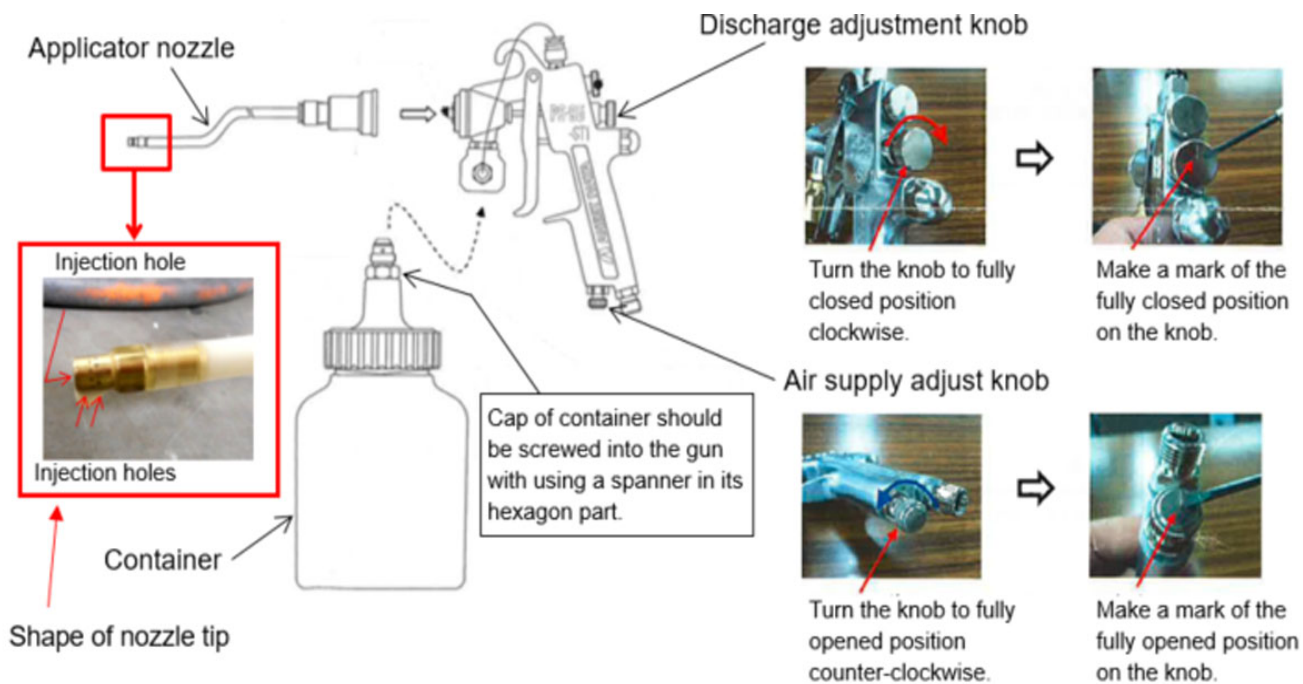 Applicator nozzle
Discharge adjustment knob
Injection hole
Injection holes
Container
Shape of nozzle tip
Cap of container should
be screwed into the gun
with using a spanner in its
hexagon part.
Turn the knob to fully
closed position
clockwise.
Make a mark of the
fully closed position
on the knob.
Air supply adjust knob
Turn the knob to fully
opened position
counter-clockwise.
Make a mark of the
fully opened position
on the knob.